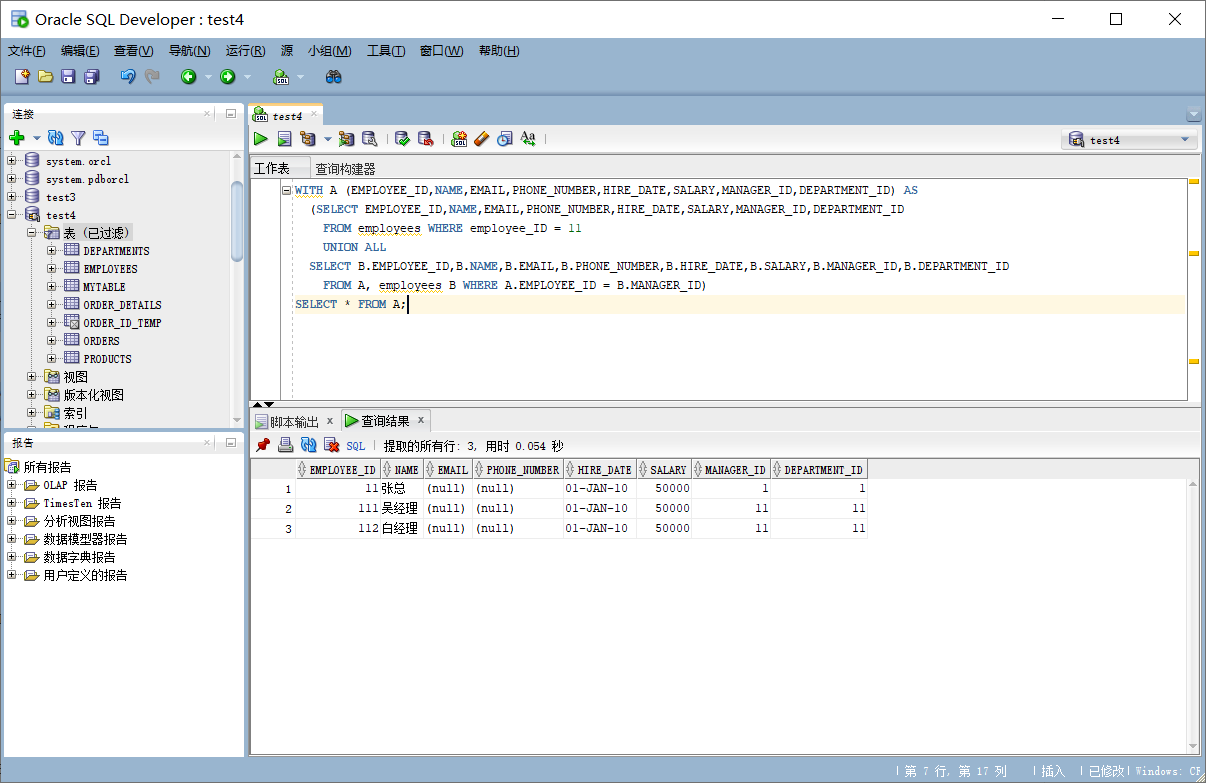 Oracle SQL Developer : test4
文件(F) 编辑(E) 查看(V) 导航(N) 运行(R) 源 小组(M) 工具(T) 窗口(W) 帮助(H)
连接
system.orcl
system.pdborcl
test3
test4
表 (已过滤)
DEPARTMENTS
EMPLOYEES
MYTABLE
ORDER_DETAILS
ORDER_ID_TEMP
ORDERS
PRODUCTS
视图
版本化视图
索引
报告
所有报告
OLAP 报告
TimesTen 报告
分析视图报告
数据模型器报告
数据字典报告
用户定义的报告
test4
test4
工作表 查询构建器
WITH A (EMPLOYEE_ID,NAME,EMAIL,PHONE_NUMBER,HIRE_DATE,SALARY,MANAGER_ID,DEPARTMENT_ID) AS
(SELECT EMPLOYEE_ID,NAME,EMAIL,PHONE_NUMBER,HIRE_DATE,SALARY,MANAGER_ID,DEPARTMENT_ID
FROM employees WHERE employee_ID = 11
UNION ALL
SELECT B.EMPLOYEE_ID,B.NAME,B.EMAIL,B.PHONE_NUMBER,B.HIRE_DATE,B.SALARY,B.MANAGER_ID,B.DEPARTMENT_ID
FROM A, employees B WHERE A.EMPLOYEE_ID = B.MANAGER_ID)
SELECT * FROM A;
脚本输出 x 查询结果 x
SQL | 提取的所有行: 3, 用时 0.054 秒
EMPLOYEE_ID NAME EMAIL PHONE_NUMBER HIRE_DATE SALARY MANAGER_ID DEPARTMENT_ID
1 11 张总 (null) (null) 01-JAN-10 50000 1 1
2 111 吴经理 (null) (null) 01-JAN-10 50000 11 11
3 112 白经理 (null) (null) 01-JAN-10 50000 11 11
第 7 行, 第 17 列 | 插入 | 已修改 | Windows: CR